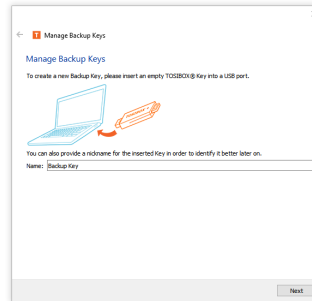 Manage Backup Keys
Manage Backup Keys
To create a new Backup Key, please insert an empty TOSIBOX® Key into a USB port.
You can also provide a nickname for the inserted Key in order to identify it better later on.
Name: Backup Key
Next